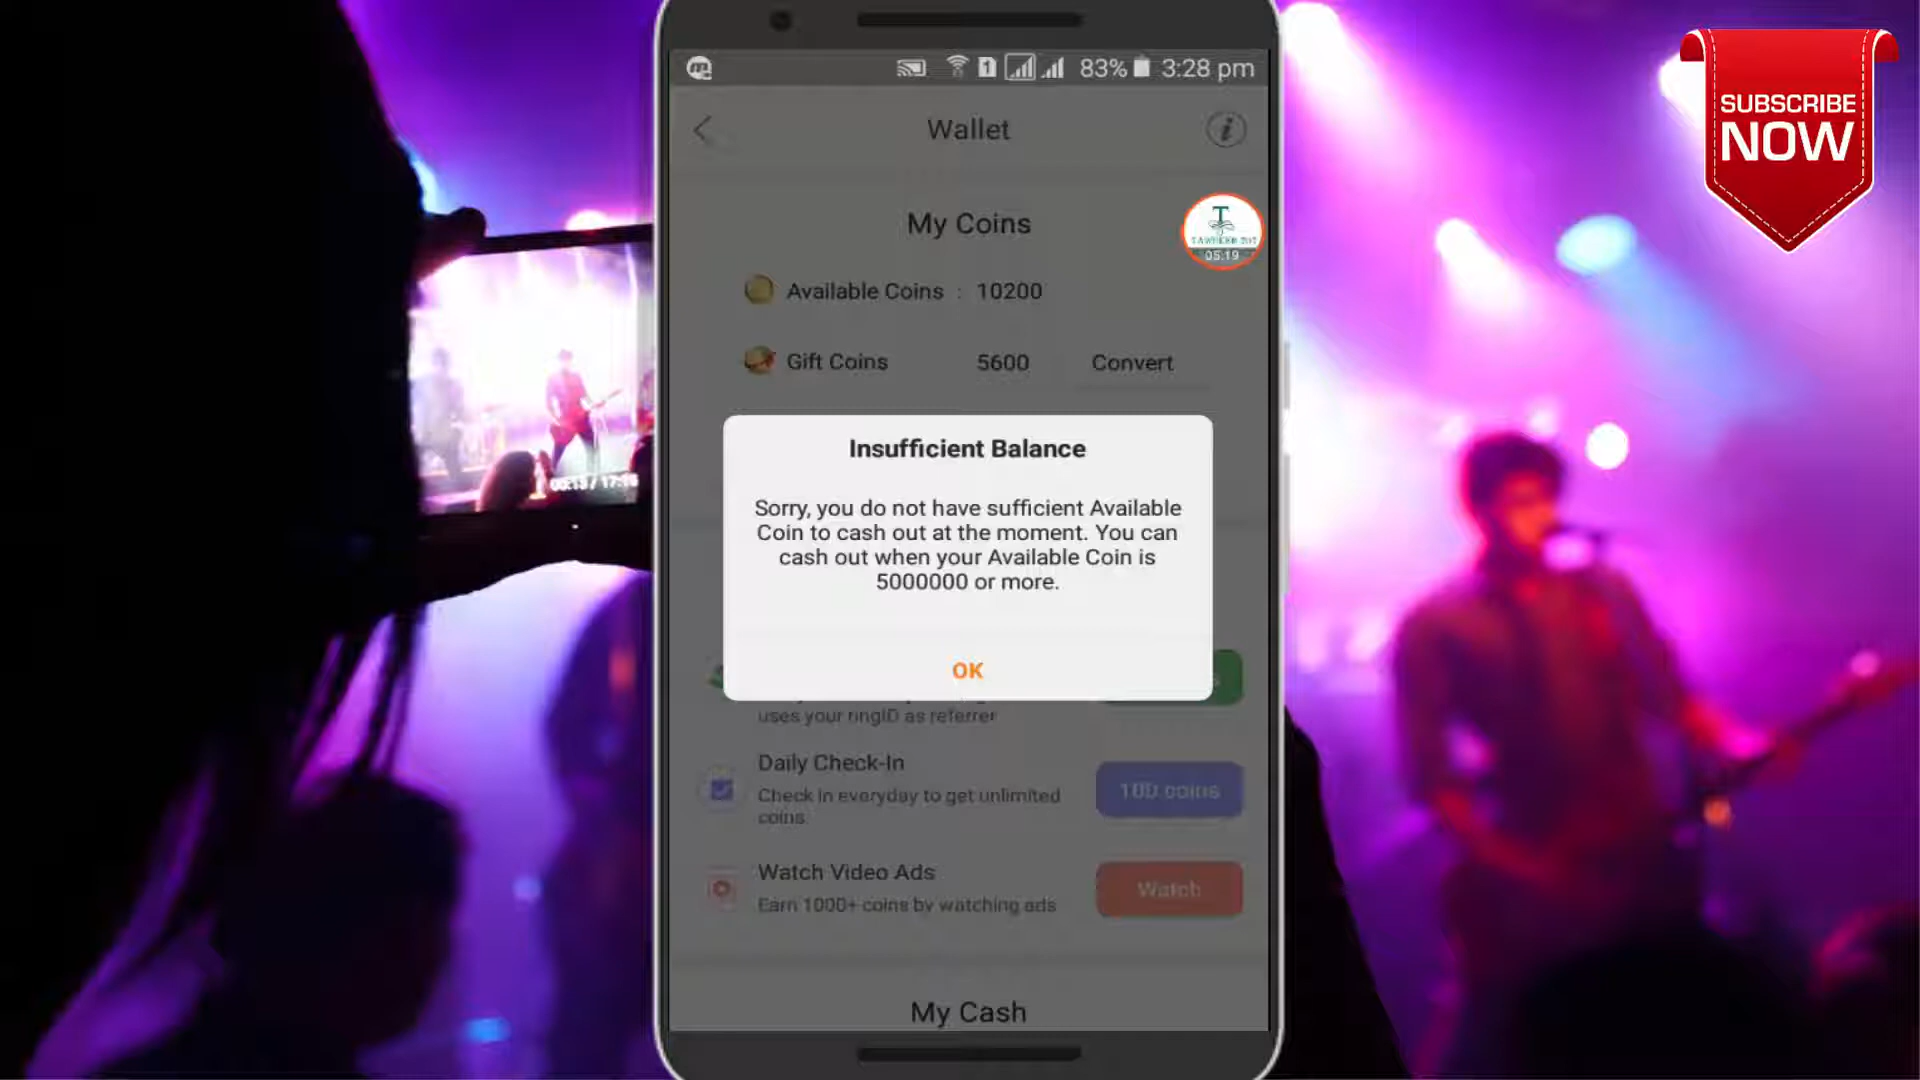 83% 3:28 pm
SUBSCRIBE
NOW
Wallet
My Coins
05:19
Available Coins : 10200
Gift Coins 5600 Convert
Insufficient Balance
Sorry, you do not have sufficient Available
Coin to cash out at the moment. You can
cash out when your Available Coin is
5000000 or more.
OK
uses your ringID as referrer
Daily Check-In
Check in everyday to get unlimited
coins.
100 coins
Watch Video Ads
Earn 1000+ coins by watching ads
Watch
My Cash